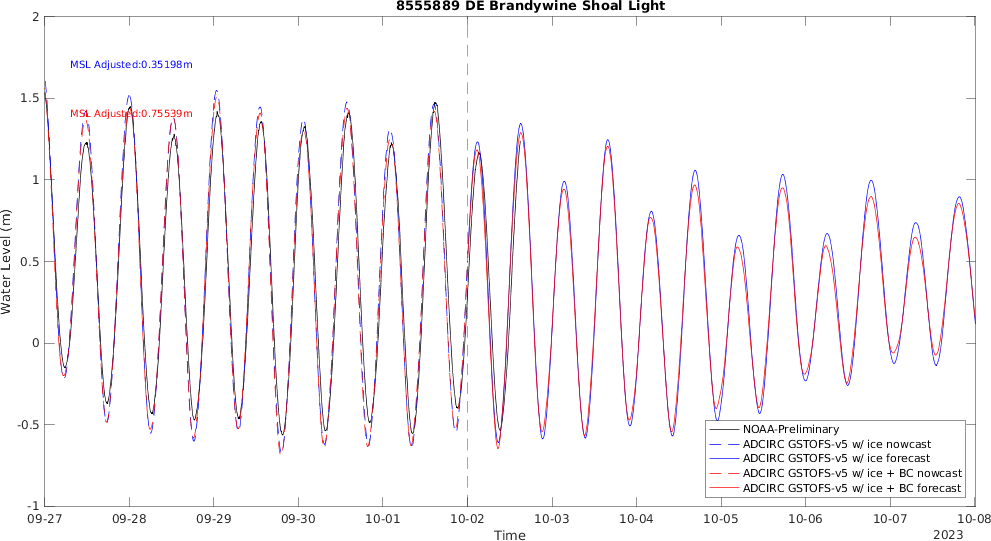 8555889 DE Brandywine Shoal Light
2
1.5
1
0.5
0
-0.5
-1
Water Level (m)
MSL Adjusted:0.35198m
MSL Adjusted:0.75539m
NOAA-Preliminary
ADCIRC GSTOFS-v5 w/ ice nowcast
ADCIRC GSTOFS-v5 w/ ice forecast
ADCIRC GSTOFS-v5 w/ ice + BC nowcast
ADCIRC GSTOFS-v5 w/ ice + BC forecast
09-27 09-28 09-29 09-30 10-01 10-02 10-03 10-04 10-05 10-06 10-07 10-08
Time
2023